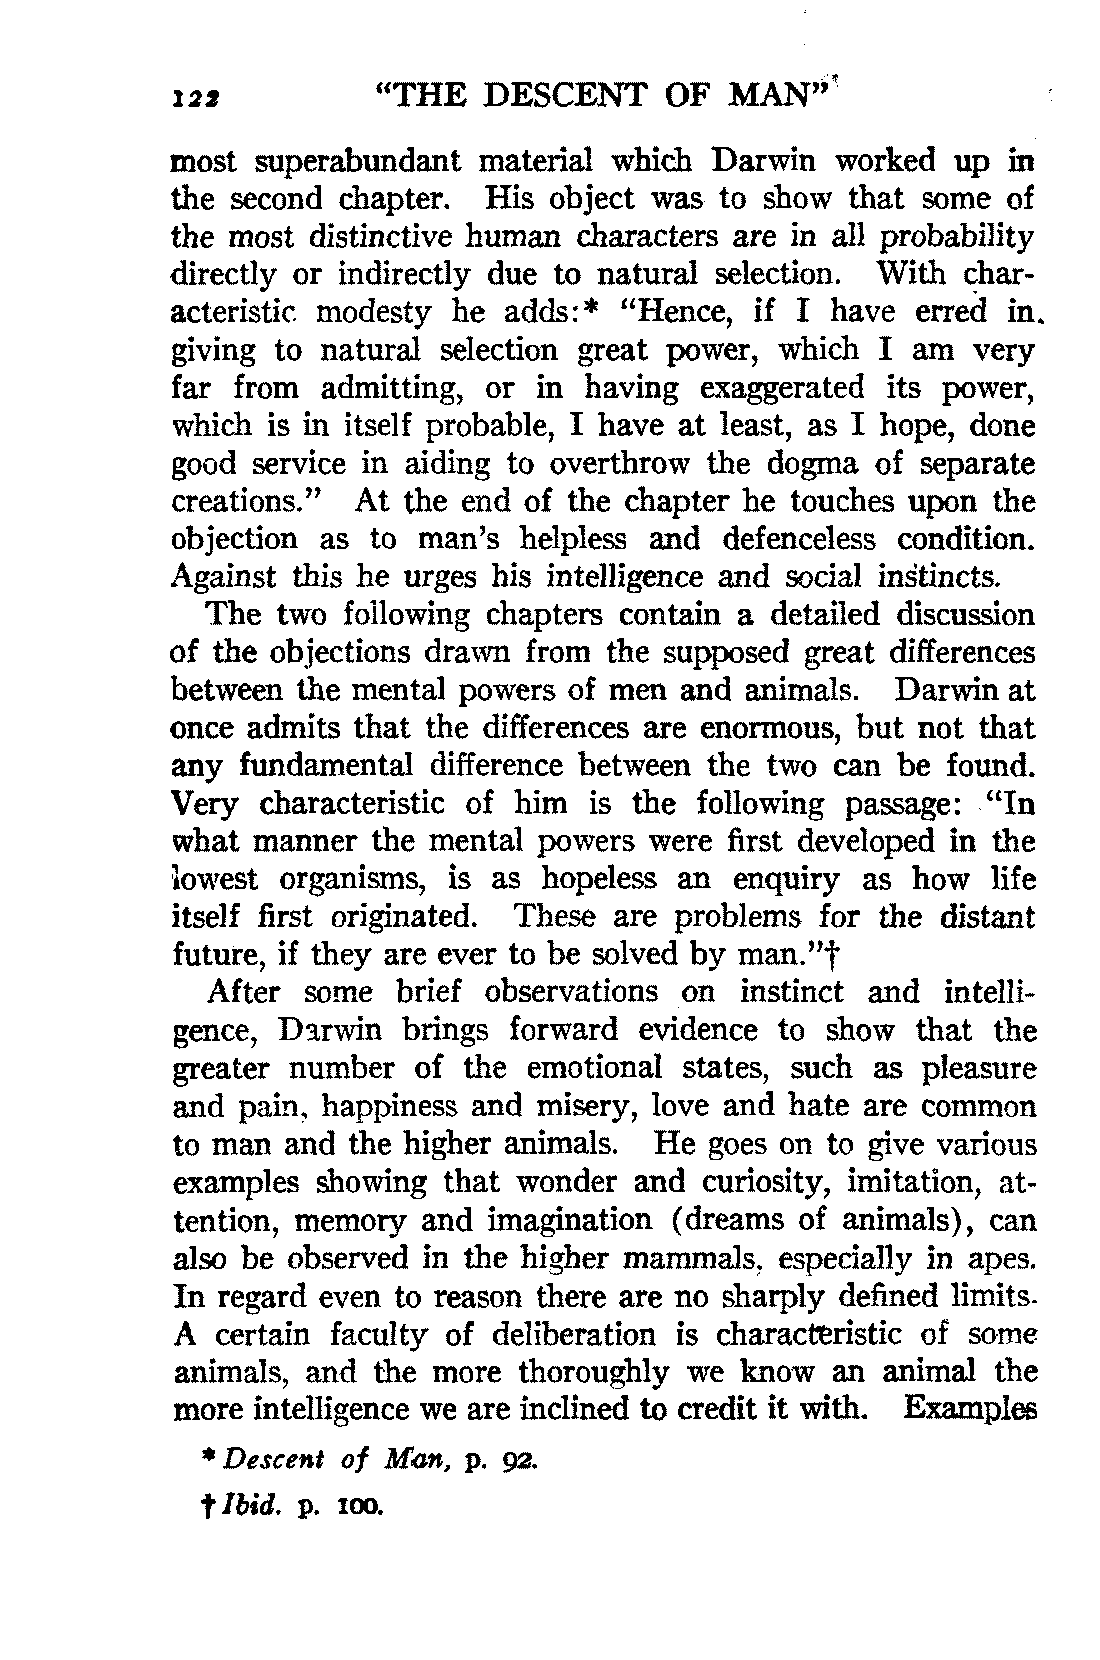 122 “THE DESCENT OF MAN”
most superabundant material which Darwin worked up in
the second chapter. His object was to show that some of
the most distinctive human characters are in all probability
directly or indirectly due to natural selection. With char-
acteristic modesty he adds:* “Hence, if I have erred in
giving to natural selection great power, which I am very
far from admitting, or in having exaggerated its power,
which is in itself probable, I have at least, as I hope, done
good service in aiding to overthrow the dogma of separate
creations.” At the end of the chapter he touches upon the
objection as to man’s helpless and defenceless condition.
Against this he urges his intelligence and social instincts.
The two following chapters contain a detailed discussion
of the objections drawn from the supposed great differences
between the mental powers of men and animals. Darwin at
once admits that the differences are enormous, but not that
any fundamental difference between the two can be found.
Very characteristic of him is the following passage: “In
what manner the mental powers were first developed in the
lowest organisms, is as hopeless an enquiry as how life
itself first originated. These are problems for the distant
future, if they are ever to be solved by man.”†
After some brief observations on instinct and intelli-
gence, Darwin brings forward evidence to show that the
greater number of the emotional states, such as pleasure
and pain, happiness and misery, love and hate are common
to man and the higher animals. He goes on to give various
examples showing that wonder and curiosity, imitation, at-
tention, memory and imagination (dreams of animals), can
also be observed in the higher mammals, especially in apes.
In regard even to reason there are no sharply defined limits.
A certain faculty of deliberation is characteristic of some
animals, and the more thoroughly we know an animal the
more intelligence we are inclined to credit it with. Examples
* Descent of Man, p. 92.
† Ibid. p. 100.